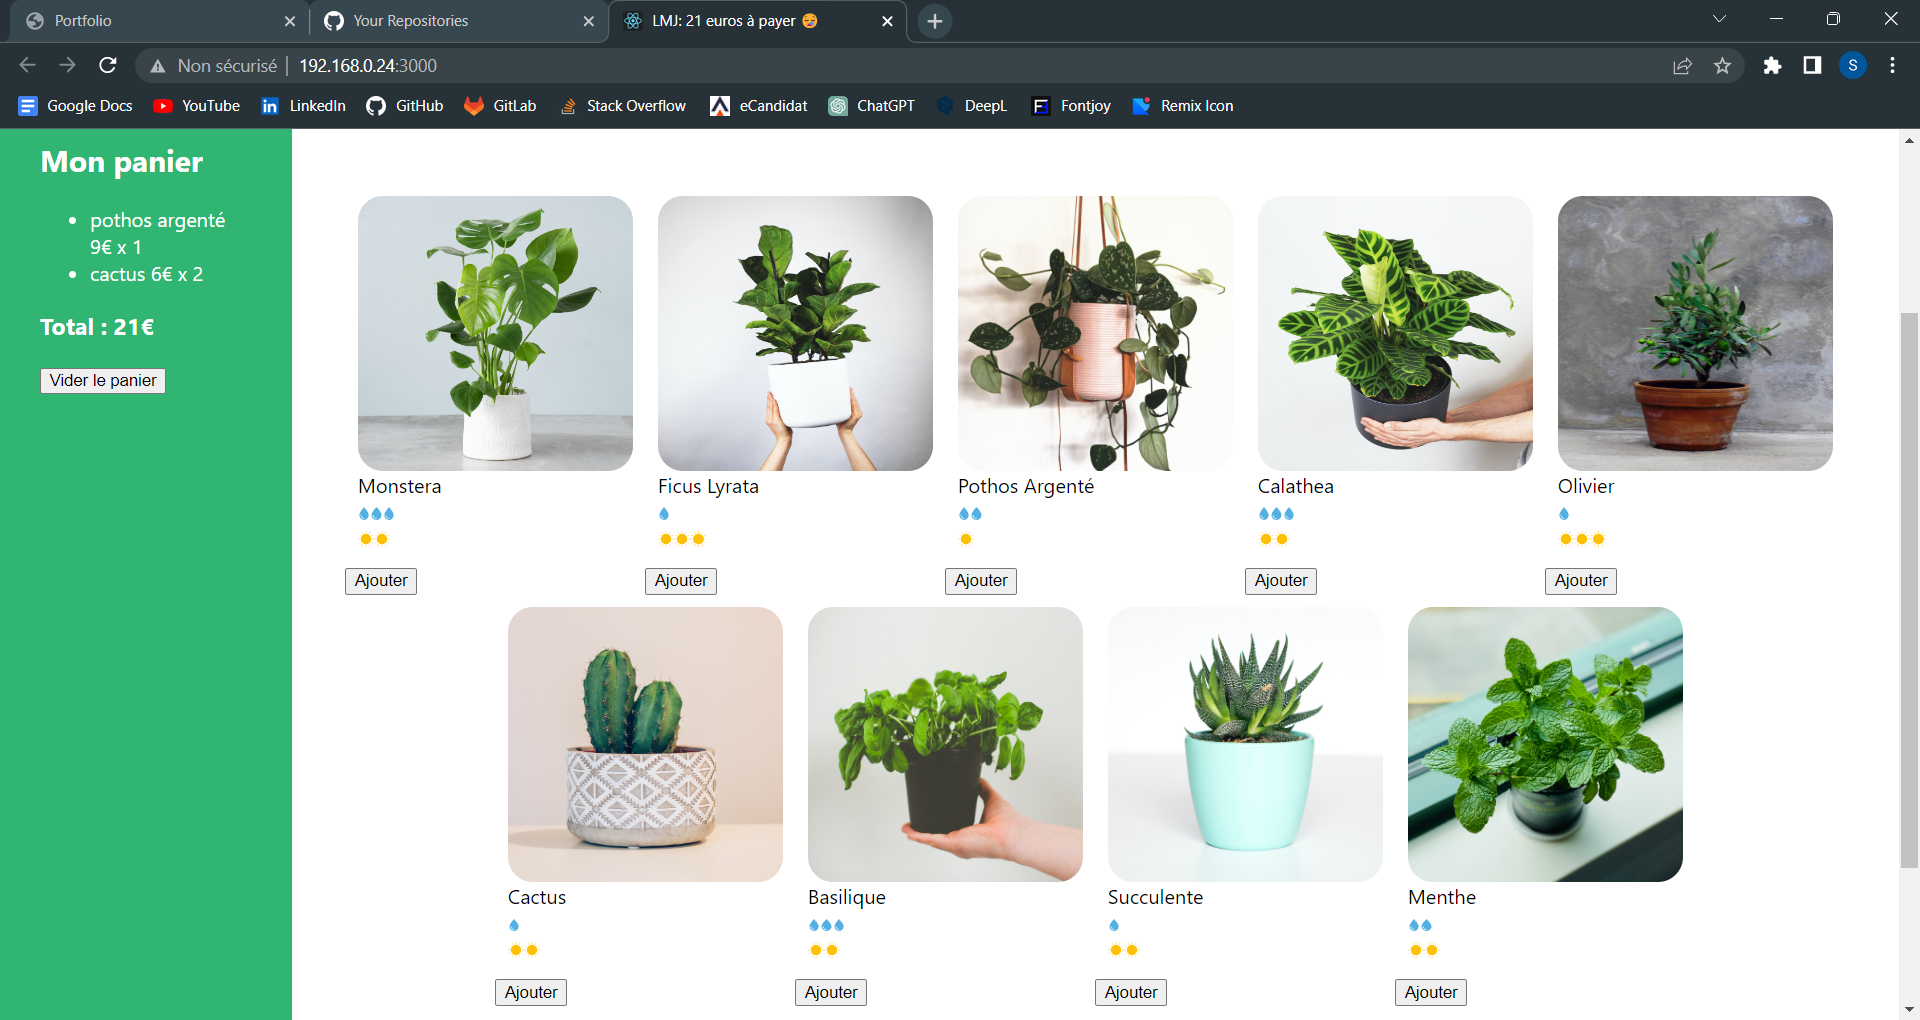 Portfolio
Your Repositories
LMJ: 21 euros à payer 😪
Non sécurisé | 192.168.0.24:3000
S
Google Docs
YouTube
LinkedIn
GitHub
GitLab
Stack Overflow
eCandidat
ChatGPT
DeepL
Fontjoy
Remix Icon
Mon panier
• pothos argenté
9€ x 1
• cactus 6€ x 2
Total : 21€
Vider le panier
Monstera
Ficus Lyrata
Pothos Argenté
Calathea
Olivier
Ajouter
Ajouter
Ajouter
Ajouter
Ajouter
Cactus
Basilique
Succulente
Menthe
Ajouter
Ajouter
Ajouter
Ajouter